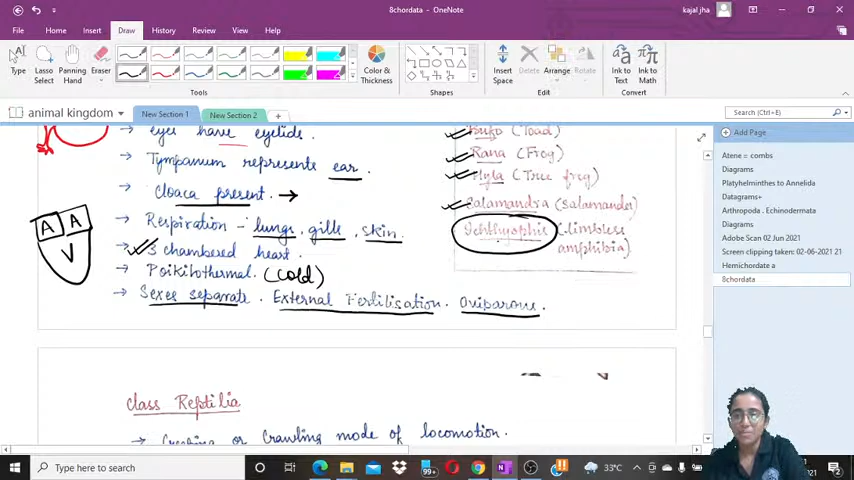 8chordata - OneNote
kajal jha
File
Home
Insert
Draw
History
Review
View
Help
Share
Type
Lasso Select
Panning Hand
Eraser
Color & Thickness
Insert Space
Delete
Arrange
Rotate
Ink to Text
Ink to Math
Tools
Shapes
Edit
Convert
animal kingdom
New Section 1
New Section 2
Search (Ctrl+E)
Add Page
Atene = combs
Diagrams
Platyhelminthes to Annelida
Datagrams+
Arthropoda . Echinodermata
Adobe Scan 02 Jun 2021
Screen clipping taken: 02-06-2021 21
Hemichordate a
8chordata
→ eyes have eyelids.
→ Tympanum represents ear.
→ Cloaca present. →
→ Respiration - lungs, gills, skin.
→ 3 chambered heart.
→ Poikilothermal. (cold)
→ Sexes separate. External Fertilisation. Oviparous.
A A
V
Bufo (Toad)
Rana (Frog)
Hyla (Tree frog)
Salamandra (salamander)
Ichthyophis (limbless
amphibia)
Class Reptilia
→ Creeping or Crawling mode of locomotion.
Type here to search
99+
33°C